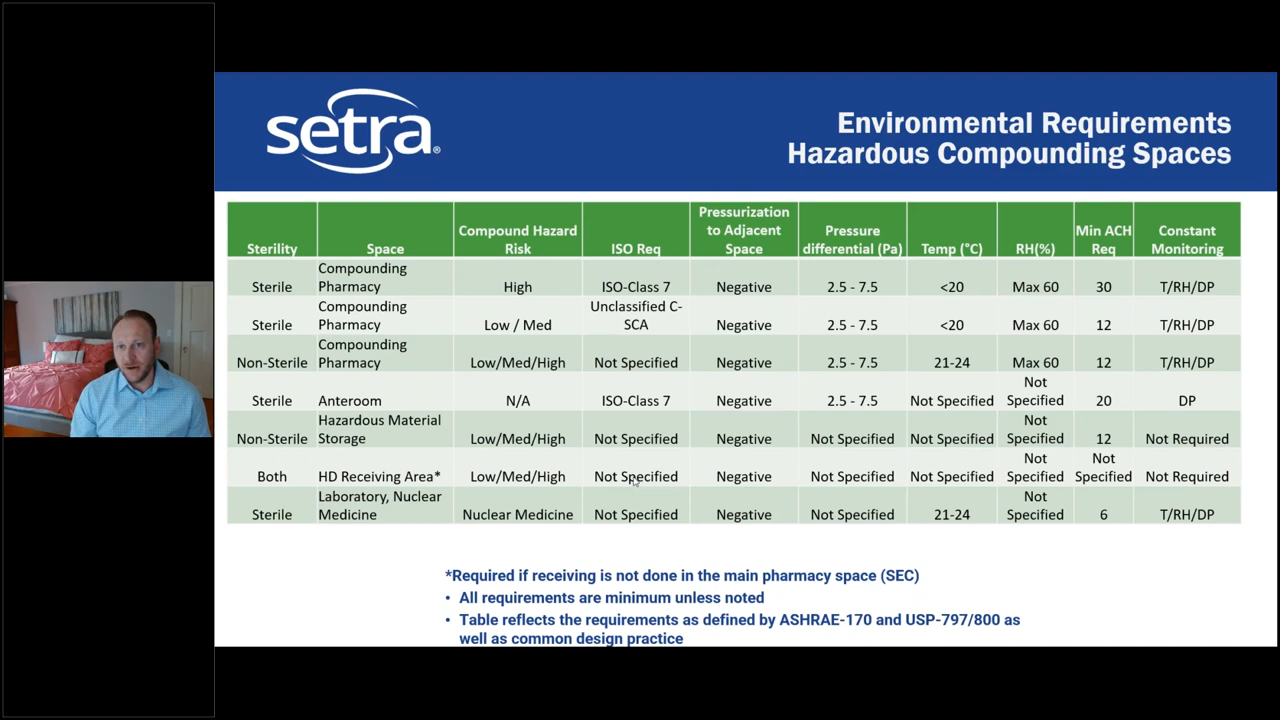 setra®
Environmental Requirements
Hazardous Compounding Spaces
Sterility Space Compound Hazard Risk ISO Req Pressurization to Adjacent Space Pressure differential (Pa) Temp (°C) RH(%) Min ACH Req Constant Monitoring
Sterile Compounding Pharmacy High ISO-Class 7 Negative 2.5 - 7.5 <20 Max 60 30 T/RH/DP
Sterile Compounding Pharmacy Low / Med Unclassified C-SCA Negative 2.5 - 7.5 <20 Max 60 12 T/RH/DP
Non-Sterile Compounding Pharmacy Low/Med/High Not Specified Negative 2.5 - 7.5 21-24 Max 60 12 T/RH/DP
Sterile Anteroom N/A ISO-Class 7 Negative 2.5 - 7.5 Not Specified Not Specified 20 DP
Non-Sterile Hazardous Material Storage Low/Med/High Not Specified Negative Not Specified Not Specified Not Specified 12 Not Required
Both HD Receiving Area* Low/Med/High Not Specified Negative Not Specified Not Specified Not Specified Not Specified Not Required
Sterile Laboratory, Nuclear Medicine Nuclear Medicine Not Specified Negative Not Specified 21-24 Not Specified 6 T/RH/DP
*Required if receiving is not done in the main pharmacy space (SEC)
• All requirements are minimum unless noted
• Table reflects the requirements as defined by ASHRAE-170 and USP-797/800 as
well as common design practice